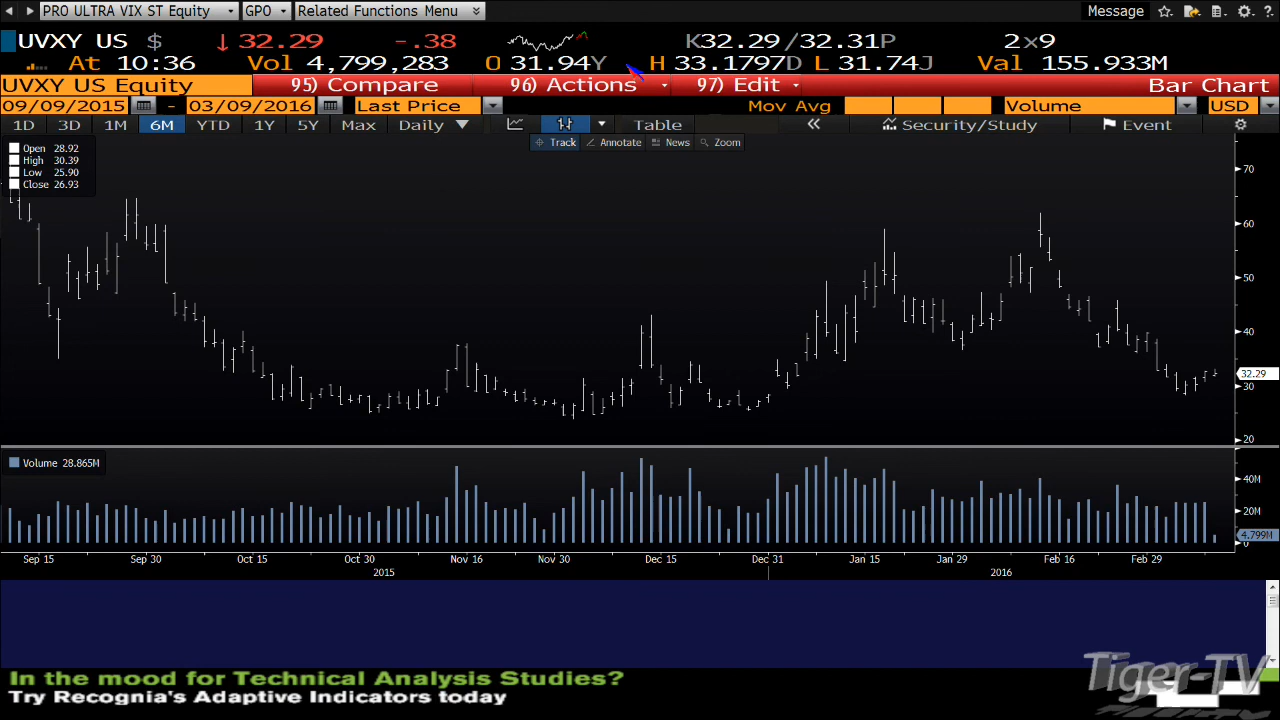 PRO ULTRA VIX ST Equity GPO Related Functions Menu Message
UVXY US $ 32.29 -.38 K32.29/32.31P 2×9
At 10:36 Vol 4,799,283 O 31.94Y H 33.1797D L 31.74J Val 155.933M
UVXY US Equity 95) Compare 96) Actions 97) Edit Bar Chart
09/09/2015 - 03/09/2016 Last Price Mov Avg Volume USD
1D 3D 1M 6M YTD 1Y 5Y Max Daily Table « Security/Study Event
Track Annotate News Zoom
Open 28.92
High 30.39
Low 25.90
Close 26.93
70
60
50
40
32.29
30
20
Volume 28.865M
40M
20M
4.799M
0
Sep 15 Sep 30 Oct 15 Oct 30 Nov 16 Dec 15 Dec 31 Jan 15 Jan 29 Feb 16 Feb 29
2015 2016
In the mood for Technical Analysis Studies?
Try Recognia's Adaptive Indicators today
Tiger-TV